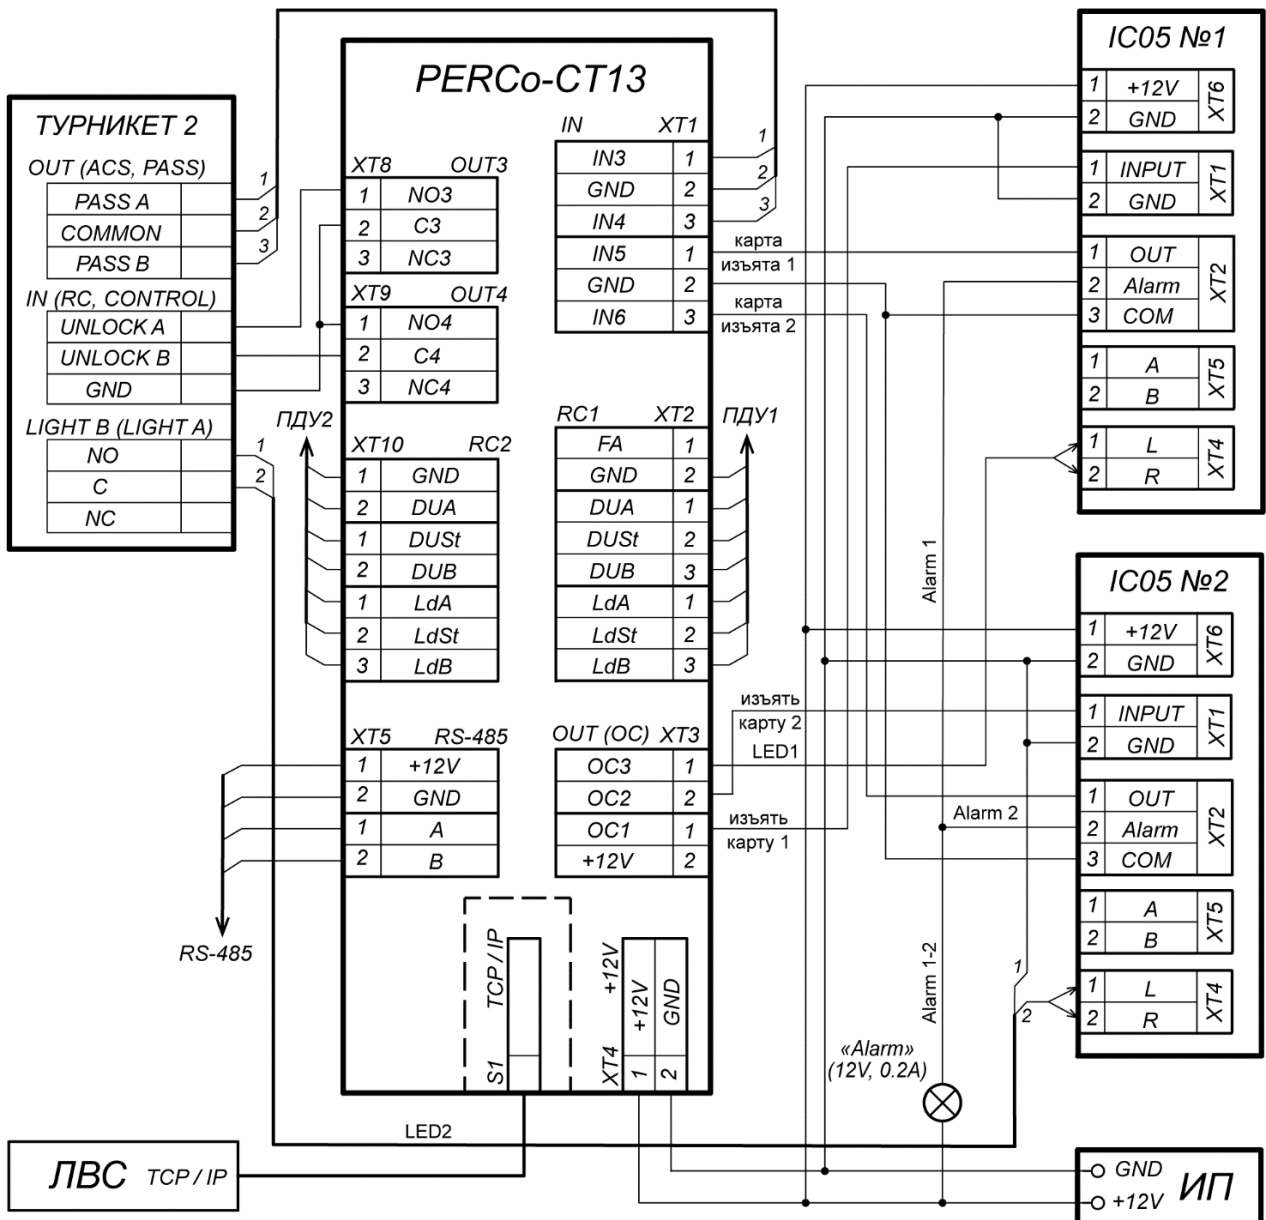 ТУРНИКЕТ 2
OUT (ACS, PASS)
PASS A
COMMON
PASS B
1
2
3
IN (RC, CONTROL)
UNLOCK A
UNLOCK B
GND
LIGHT B (LIGHT A)
NO
C
NC
1
2
PERCo-CT13
XT8 OUT3
1 NO3
2 C3
3 NC3
XT9 OUT4
1 NO4
2 C4
3 NC4
ПДУ2
XT10 RC2
1 GND
2 DUA
1 DUSt
2 DUB
1 LdA
2 LdSt
3 LdB
XT5 RS-485
1 +12V
2 GND
1 A
2 B
RS-485
IN XT1
IN3 1
GND 2
IN4 3
IN5 1
GND 2
IN6 3
1
2
3
карта
изъята 1
карта
изъята 2
RC1 XT2
ПДУ1
FA 1
GND 2
DUA 1
DUSt 2
DUB 3
LdA 1
LdSt 2
LdB 3
OUT (OC) XT3
OC3 1
OC2 2
OC1 1
+12V 2
изъять
карту 2
LED1
изъять
карту 1
S1 TCP / IP
XT4 +12V
1 +12V
2 GND
IC05 №1
1 +12V
2 GND
XT6
1 INPUT
2 GND
XT1
1 OUT
2 Alarm
3 COM
XT2
1 A
2 B
XT5
1 L
2 R
XT4
Alarm 1
IC05 №2
1 +12V
2 GND
XT6
1 INPUT
2 GND
XT1
1 OUT
2 Alarm
3 COM
XT2
1 A
2 B
XT5
1 L
2 R
XT4
Alarm 2
Alarm 1-2
1
2
«Alarm»
(12V, 0.2A)
LED2
ЛВС TCP / IP
GND
+12V
ИП